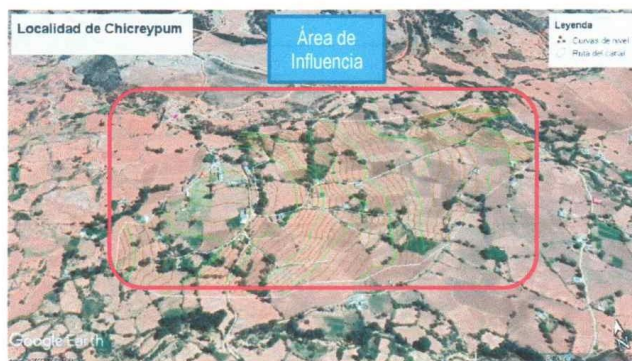 Localidad de Chicreypum
Área de
Influencia
Leyenda
Curvas de nivel
Ruta del canal
Google Earth